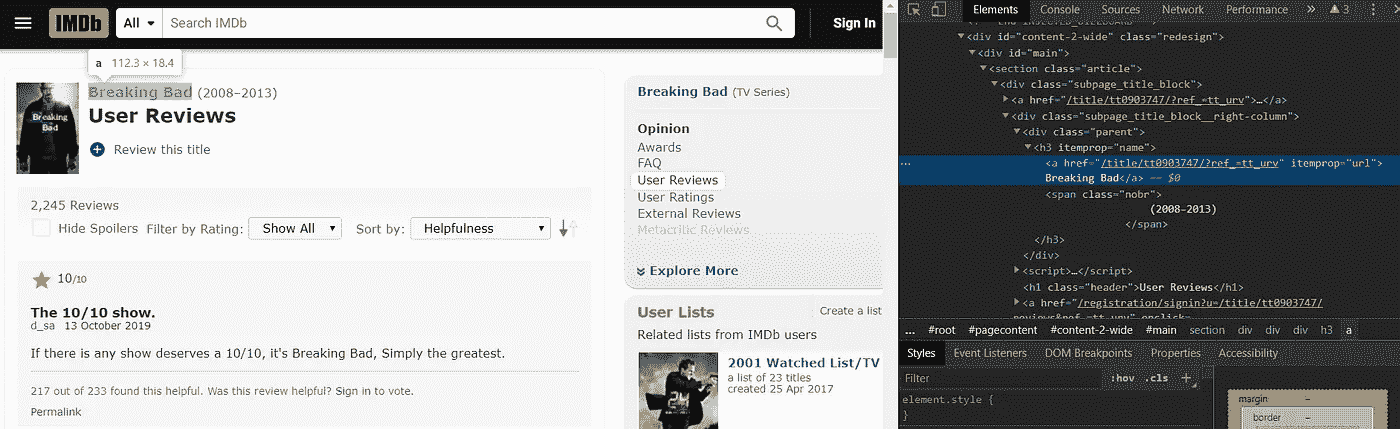 IMDb All Search IMDb Sign In
a 112.3 × 18.4
Breaking Bad (2008–2013)
User Reviews
Review this title
Breaking
Bad
2,245 Reviews
Hide Spoilers Filter by Rating: Show All Sort by: Helpfulness
10/10
The 10/10 show.
d_sa 13 October 2019
If there is any show deserves a 10/10, it's Breaking Bad, Simply the greatest.
217 out of 233 found this helpful. Was this review helpful? Sign in to vote.
Permalink
Breaking Bad (TV Series)
Opinion
Awards
FAQ
User Reviews
User Ratings
External Reviews
Metacritic Reviews
Explore More
User Lists Create a list
Related lists from IMDb users
24
2001 Watched List/TV
a list of 23 titles
created 25 Apr 2017
Elements Console Sources Network Performance » 3
<div id="content-2-wide" class="redesign">
<div id="main">
<section class="article">
<div class="subpage_title_block">
<a href="/title/tt0903747/?ref_=tt_urv">…</a>
<div class="subpage_title_block__right-column">
<div class="parent">
<h3 itemprop="name">
<a href="/title/tt0903747/?ref_=tt_urv" itemprop="url">
Breaking Bad</a> == $0
<span class="nobr">
(2008-2013)
</span>
</h3>
</div>
<script>…</script>
<h1 class="header">User Reviews</h1>
<a href="/registration/signin?u=/title/tt0903747/
… #root #pagecontent #content-2-wide #main section div div div h3 a
Styles Event Listeners DOM Breakpoints Properties Accessibility
Filter :hov .cls +
element.style {
}
margin –
border –